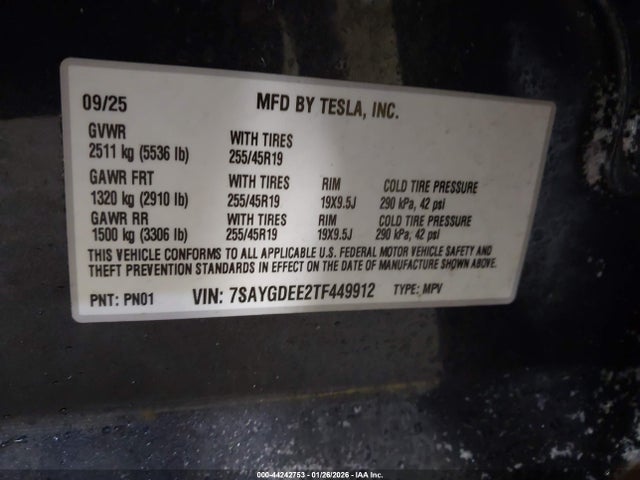 09/25 MFD BY TESLA, INC.
GVWR WITH TIRES
2511 kg (5536 lb) 255/45R19
GAWR FRT WITH TIRES RIM COLD TIRE PRESSURE
1320 kg (2910 lb) 255/45R19 19X9.5J 290 kPa, 42 psi
GAWR RR WITH TIRES RIM COLD TIRE PRESSURE
1500 kg (3306 lb) 255/45R19 19X9.5J 290 kPa, 42 psi
THIS VEHICLE CONFORMS TO ALL APPLICABLE U.S. FEDERAL MOTOR VEHICLE SAFETY AND
THEFT PREVENTION STANDARDS IN EFFECT ON THE DATE OF MANUFACTURE SHOWN ABOVE.
PNT: PN01 VIN: 7SAYGDEE2TF449912 TYPE: MPV
000-44242753 - 01/26/2026 - IAA Inc.